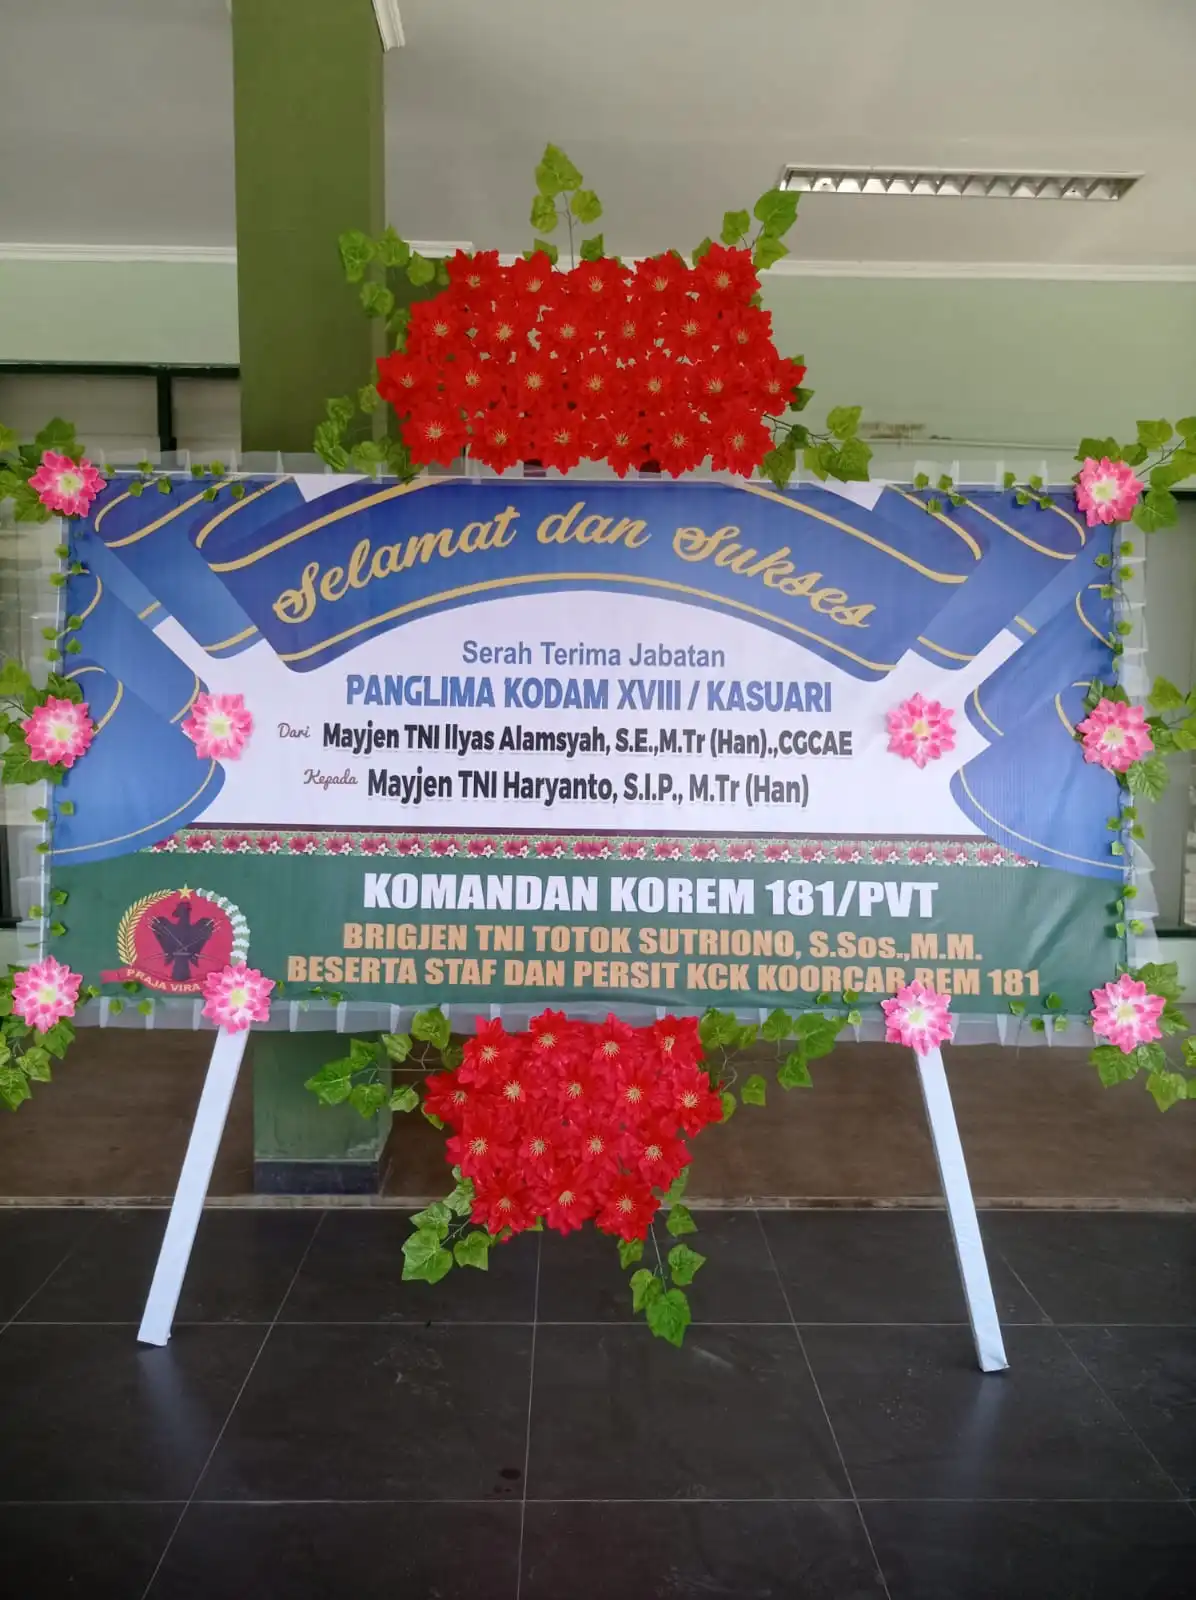 Selamat dan Sukses
Serah Terima Jabatan
PANGLIMA KODAM XVIII / KASUARI
Dari Mayjen TNI Ilyas Alamsyah, S.E.,M.Tr (Han).,CGCAE
Kepada Mayjen TNI Haryanto, S.I.P., M.Tr (Han)
KOMANDAN KOREM 181/PVT
BRIGJEN TNI TOTOK SUTRIONO, S.Sos.,M.M.
BESERTA STAF DAN PERSIT KCK KOORCAB REM 181
PRAJA VIRA